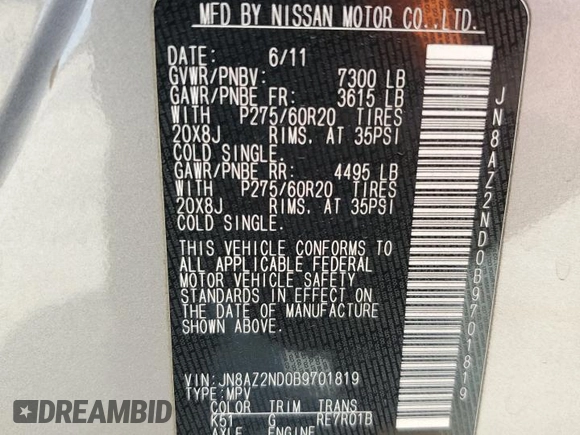 MFD BY NISSAN MOTOR CO.,LTD.
DATE: 6/11
GVWR/PNBV: 7300 LB
GAWR/PNBE FR: 3615 LB
WITH P275/60R20 TIRES
20X8J RIMS, AT 35PSI
COLD SINGLE.
GAWR/PNBE RR: 4495 LB
WITH P275/60R20 TIRES
20X8J RIMS, AT 35PSI
COLD SINGLE.
THIS VEHICLE CONFORMS TO
ALL APPLICABLE FEDERAL
MOTOR VEHICLE SAFETY
STANDARDS IN EFFECT ON
THE DATE OF MANUFACTURE
SHOWN ABOVE.
VIN:JN8AZ2ND0B9701819
TYPE:MPV
COLOR TRIM TRANS
K51 G RE7R01B
AXLE ENGINE
JN8AZ2ND0B9701819
AUTOBIDCAR